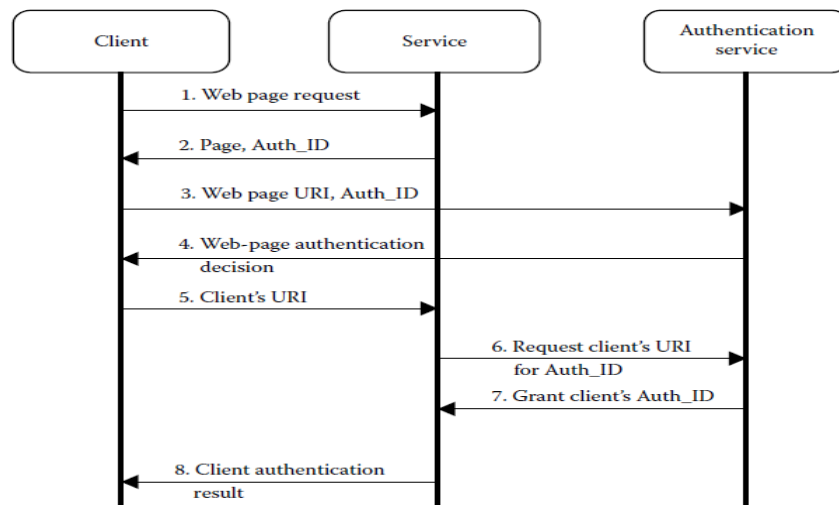 Client
Service
Authentication
service
1. Web page request
2. Page, Auth_ID
3. Web page URI, Auth_ID
4. Web-page authentication
decision
5. Client's URI
6. Request client's URI
for Auth_ID
7. Grant client's Auth_ID
8. Client authentication
result